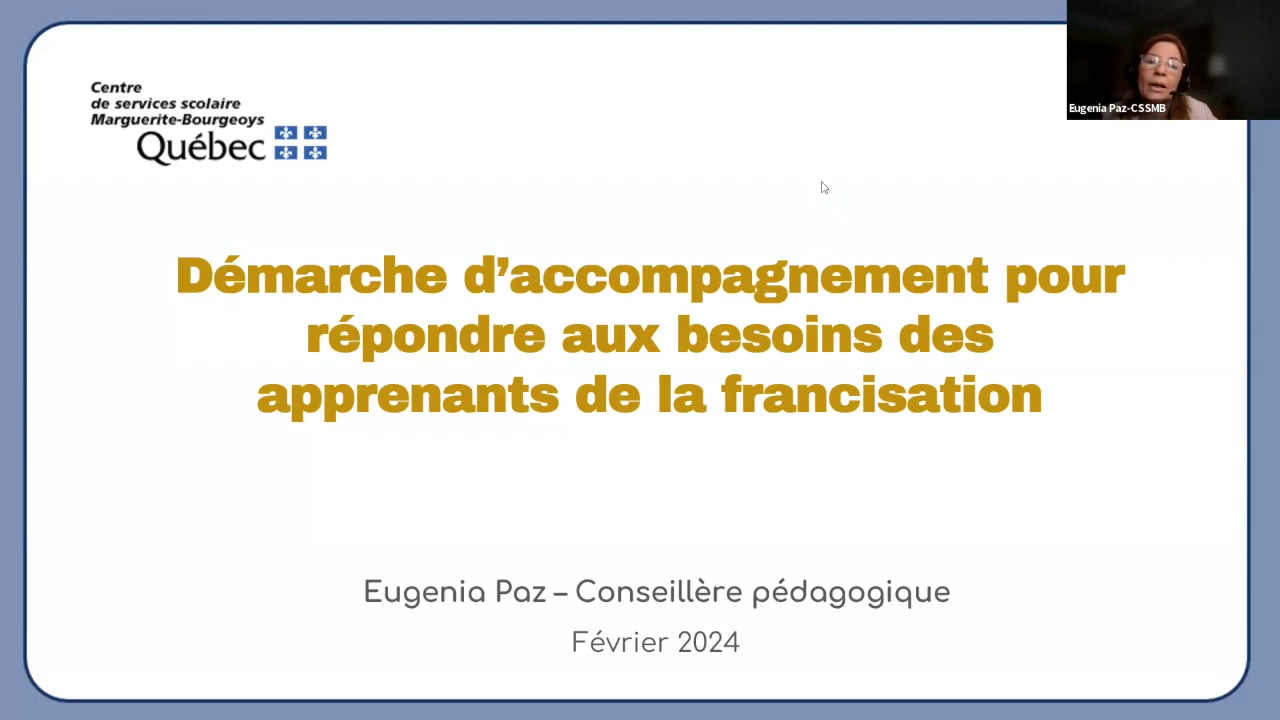 Centre
de services scolaire
Marguerite-Bourgeoys
Québec
Eugenia Paz-CSSMB
Démarche d’accompagnement pour
répondre aux besoins des
apprenants de la francisation
Eugenia Paz – Conseillère pédagogique
Février 2024